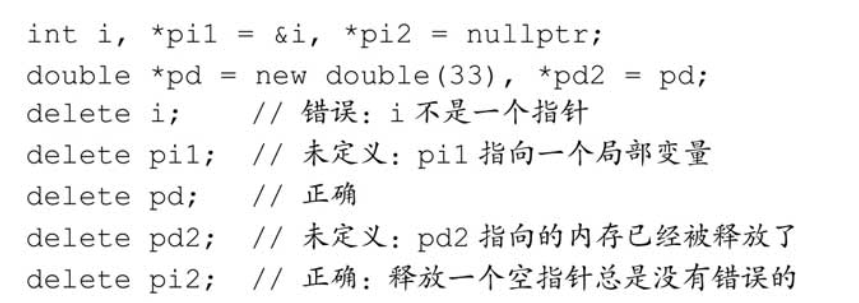 int i, *pi1 = &i, *pi2 = nullptr;
double *pd = new double(33), *pd2 = pd;
delete i;    // 错误：i 不是一个指针
delete pi1;  // 未定义：pi1 指向一个局部变量
delete pd;   // 正确
delete pd2;  // 未定义：pd2 指向的内存已经被释放了
delete pi2;  // 正确：释放一个空指针总是没有错误的